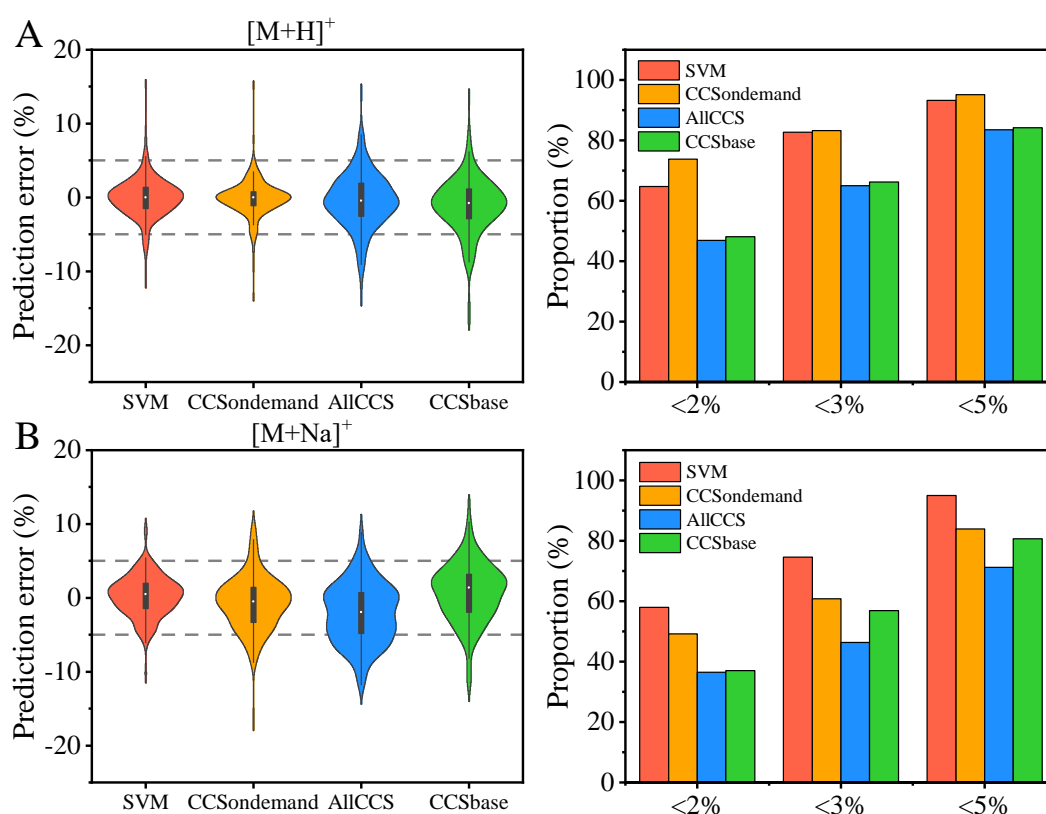 A
[M+H]+
Prediction error (%)
20
10
0
-10
-20
SVM
CCSondemand
AllCCS
CCSbase
Proportion (%)
100
80
60
40
20
0
SVM
CCSondemand
AllCCS
CCSbase
<2%
<3%
<5%
B
[M+Na]+
Prediction error (%)
20
10
0
-10
-20
SVM
CCSondemand
AllCCS
CCSbase
Proportion (%)
100
80
60
40
20
0
SVM
CCSondemand
AllCCS
CCSbase
<2%
<3%
<5%